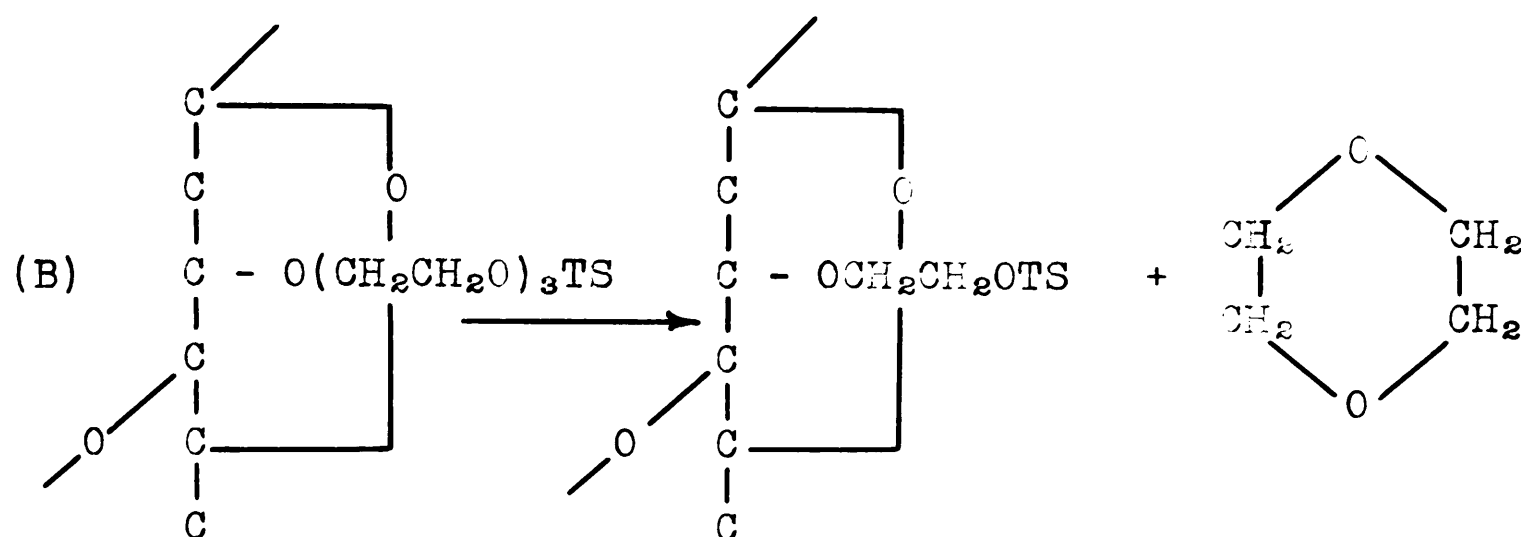 C C
C O C O O
CH₂ CH₂
(B) C - O(CH₂CH₂O)₃TS C - OCH₂CH₂OTS +
CH₂ CH₂
C C
O
O C O C
C C